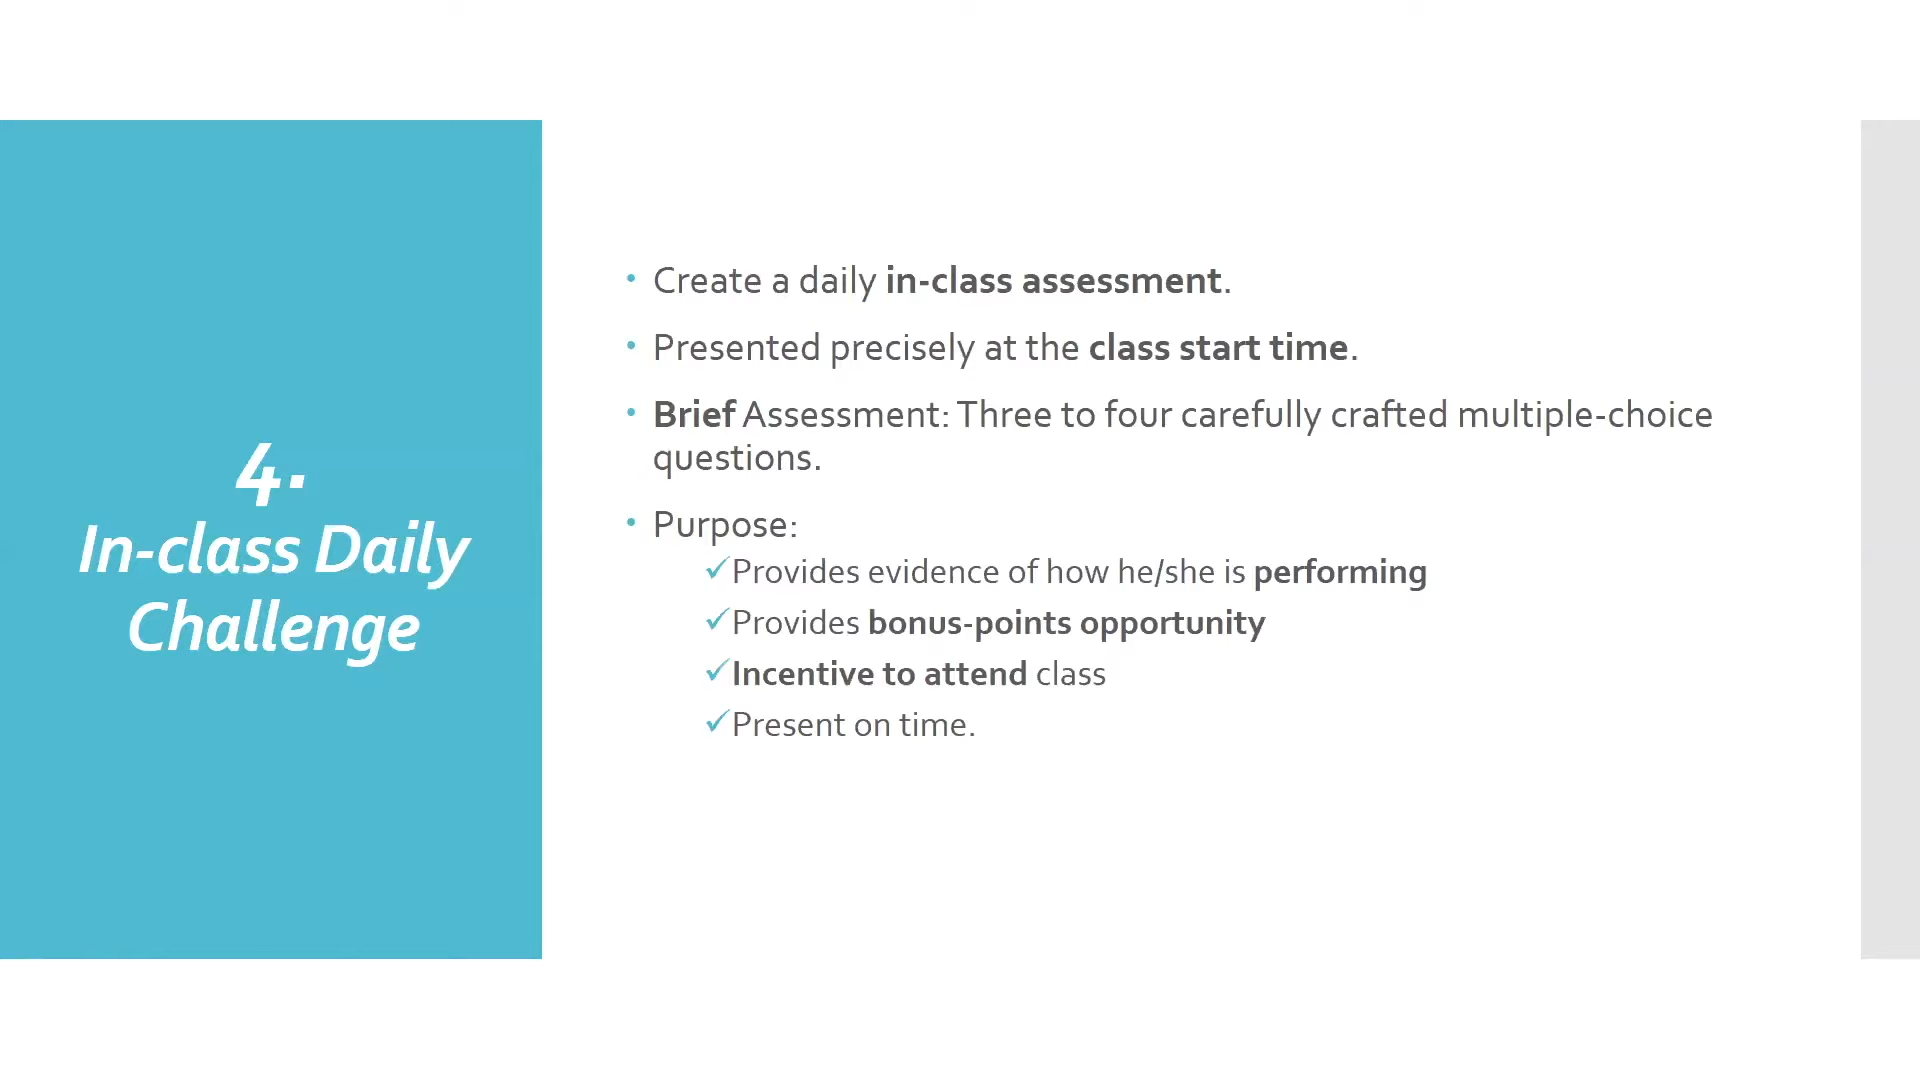 4.
In-class Daily
Challenge
• Create a daily in-class assessment.
• Presented precisely at the class start time.
• Brief Assessment: Three to four carefully crafted multiple-choice
questions.
• Purpose:
✓Provides evidence of how he/she is performing
✓Provides bonus-points opportunity
✓Incentive to attend class
✓Present on time.